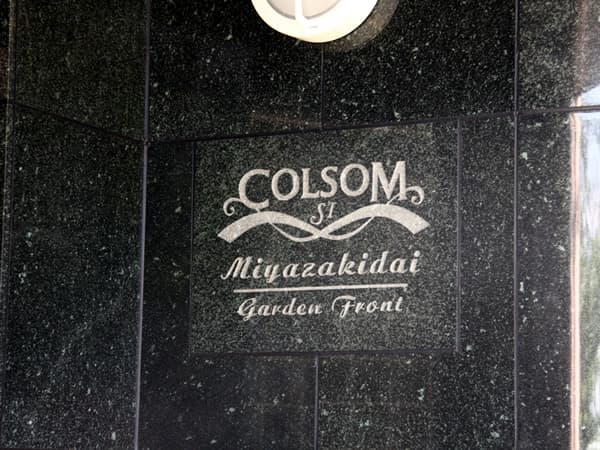 COLSOM
SI
Miyazakidai
Garden Front